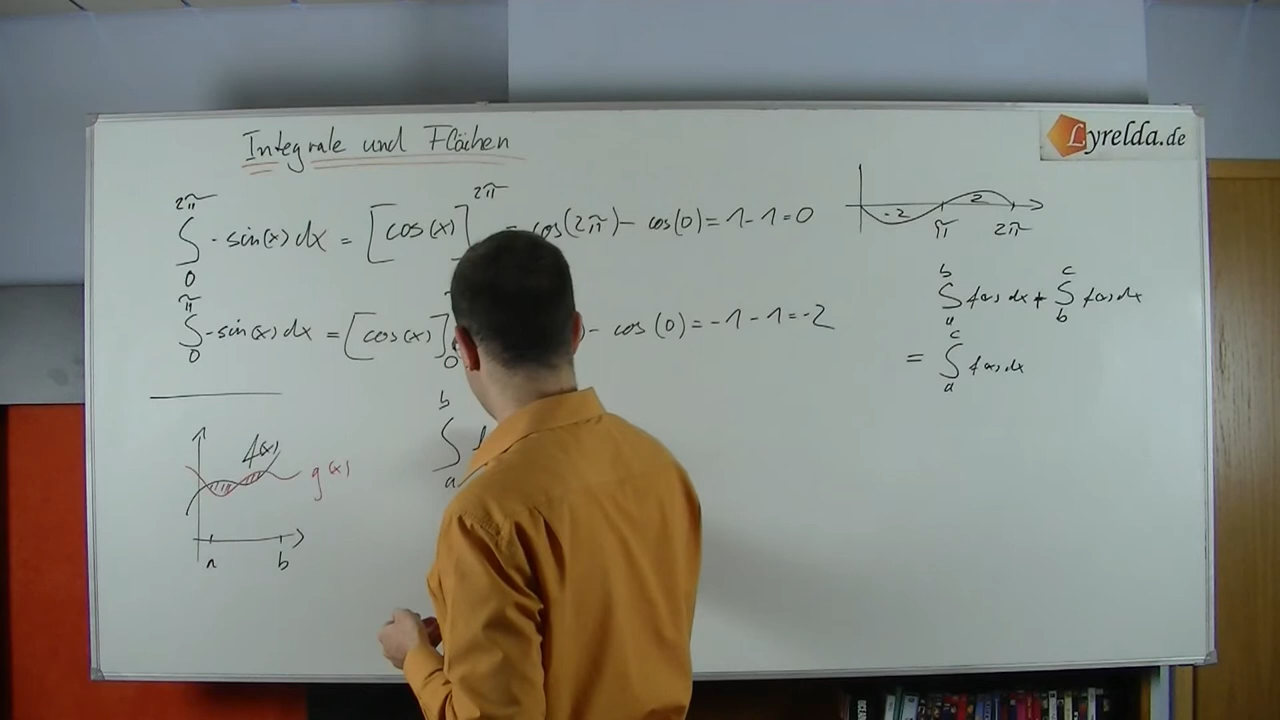 Integrale und Flächen
Lyrelda.de
2π
∫ -sin(x) dx = [cos(x)] 2π = cos(2π) - cos(0) = 1 - 1 = 0
0
π
∫ -sin(x) dx = [cos(x)] 0 ) - cos(0) = -1 - 1 = -2
0
-2 2
π 2π
b c
∫ f(x) dx + ∫ f(x) dx
a b
c
= ∫ f(x) dx
a
f(x)
g(x)
a b
b
∫
a